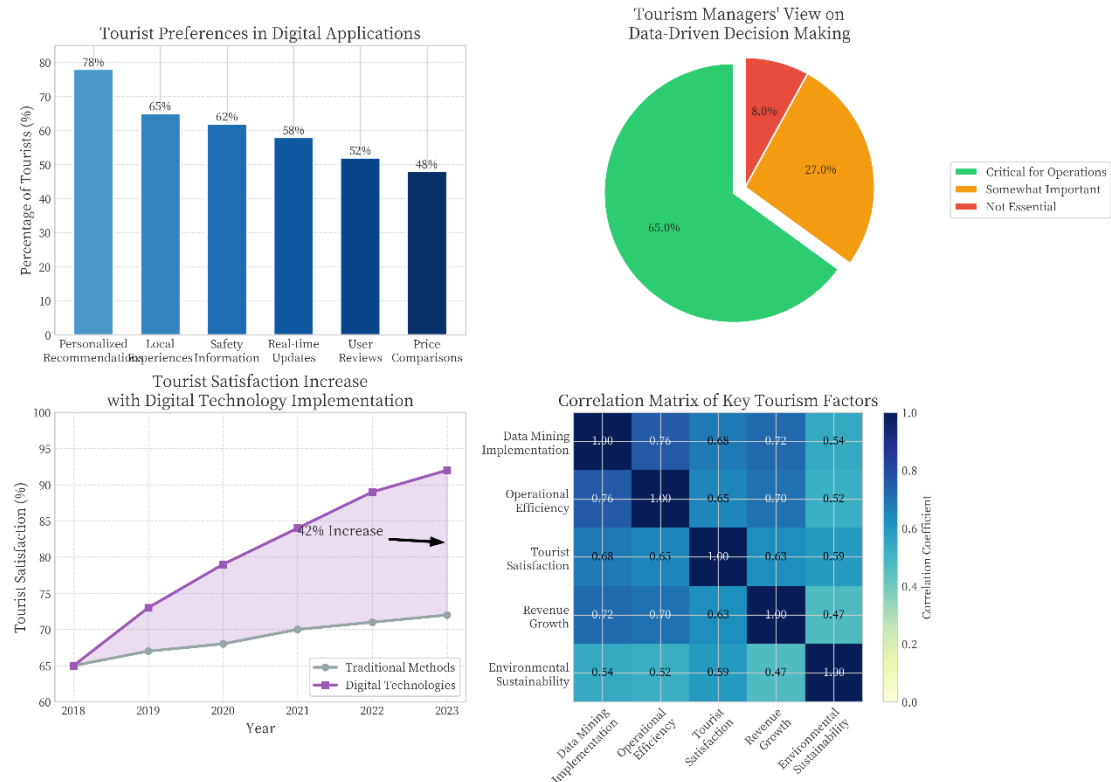 Tourist Preferences in Digital Applications
Percentage of Tourists (%)
80
70
60
50
40
30
20
10
0
78%
65%
62%
58%
52%
48%
Personalized
Recommendations
Local
Experiences
Safety
Information
Real-time
Updates
User
Reviews
Price
Comparisons
Tourism Managers' View on
Data-Driven Decision Making
8.0%
27.0%
65.0%
Critical for Operations
Somewhat Important
Not Essential
Tourist Satisfaction Increase
with Digital Technology Implementation
Tourist Satisfaction (%)
100
95
90
85
80
75
70
65
60
42% Increase
Traditional Methods
Digital Technologies
2018
2019
2020
2021
2022
2023
Year
Correlation Matrix of Key Tourism Factors
Data Mining
Implementation
1.00 0.76 0.68 0.72 0.54
Operational
Efficiency
0.76 1.00 0.65 0.70 0.52
Tourist
Satisfaction
0.68 0.65 1.00 0.63 0.59
Revenue
Growth
0.72 0.70 0.63 1.00 0.47
Environmental
Sustainability
0.54 0.52 0.59 0.47 1.00
Data Mining
Implementation
Operational
Efficiency
Tourist
Satisfaction
Revenue
Growth
Environmental
Sustainability
1.0
0.8
0.6
0.4
0.2
0.0
Correlation Coefficient